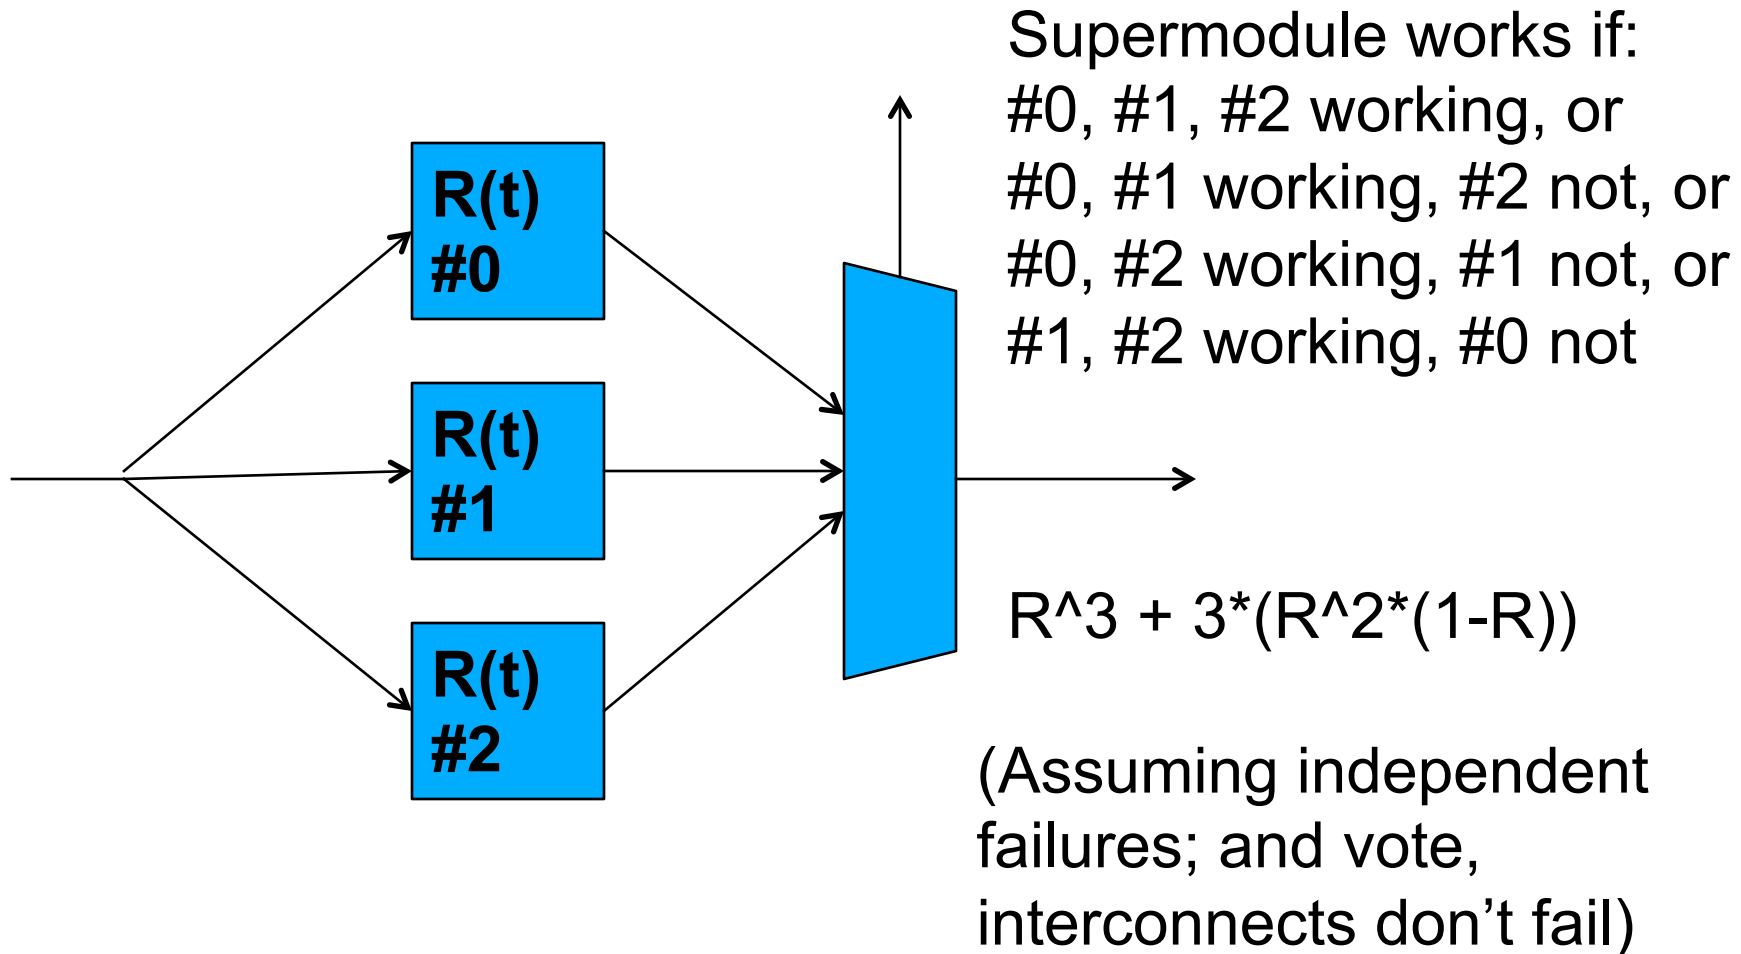 Supermodule works if:
#0, #1, #2 working, or
#0, #1 working, #2 not, or
#0, #2 working, #1 not, or
#1, #2 working, #0 not
R(t)
#0
R(t)
#1
R(t)
#2
R^3 + 3*(R^2*(1-R))
(Assuming independent
failures; and vote,
interconnects don’t fail)